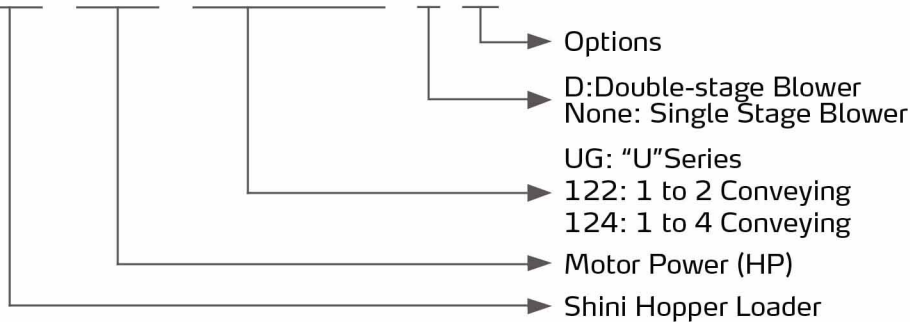 Options
D:Double-stage Blower
None: Single Stage Blower
UG: “U”Series
122: 1 to 2 Conveying
124: 1 to 4 Conveying
Motor Power (HP)
Shini Hopper Loader